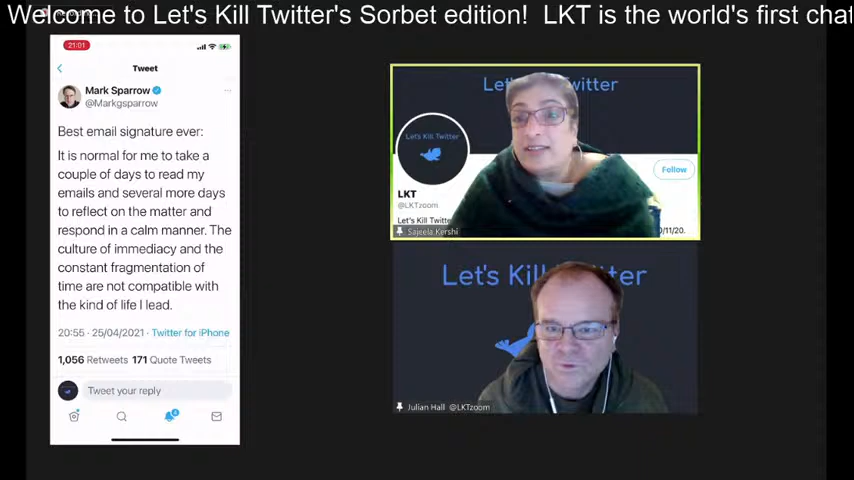 Welcome to Let's Kill Twitter's Sorbet edition!  LKT is the world's first chat
21:01
Tweet
Mark Sparrow
@Markgsparrow
Best email signature ever:
It is normal for me to take a
couple of days to read my
emails and several more days
to reflect on the matter and
respond in a calm manner. The
culture of immediacy and the
constant fragmentation of
time are not compatible with
the kind of life I lead.
20:55 · 25/04/2021 · Twitter for iPhone
1,056 Retweets 171 Quote Tweets
Tweet your reply
Let's Twitter
Let's Kill Twitter
Follow
LKT
@LKTzoom
Let's Kill Twitte
0/11/20.
Sajeela Kershi
Let's Kill Twitter
Julian Hall @LKTzoom